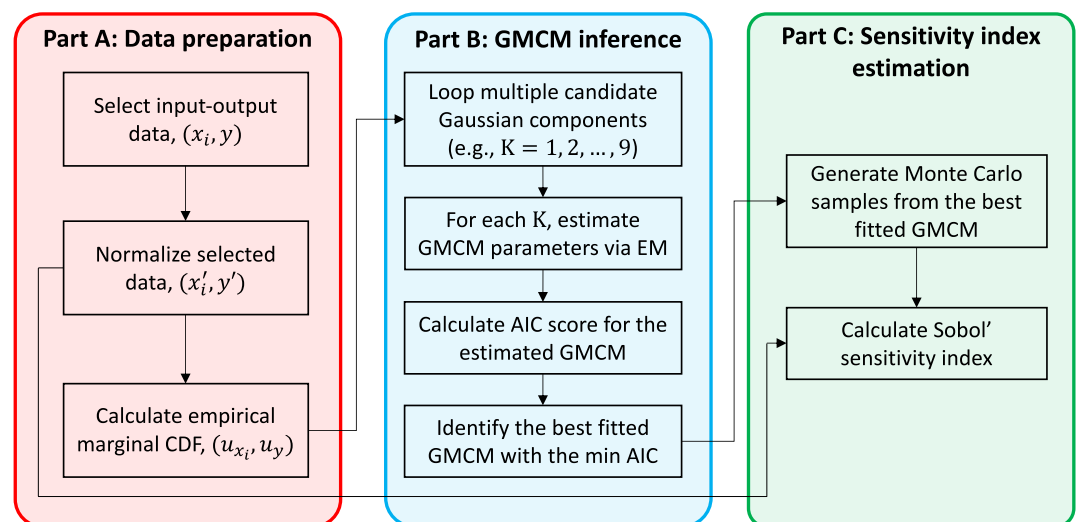 Part A: Data preparation
Select input-output
data, (xᵢ, y)
Normalize selected
data, (x′ᵢ, y′)
Calculate empirical
marginal CDF, (u_{xᵢ}, u_y)
Part B: GMCM inference
Loop multiple candidate
Gaussian components
(e.g., K = 1, 2, … , 9)
For each K, estimate
GMCM parameters via EM
Calculate AIC score for the
estimated GMCM
Identify the best fitted
GMCM with the min AIC
Part C: Sensitivity index
estimation
Generate Monte Carlo
samples from the best
fitted GMCM
Calculate Sobol’
sensitivity index